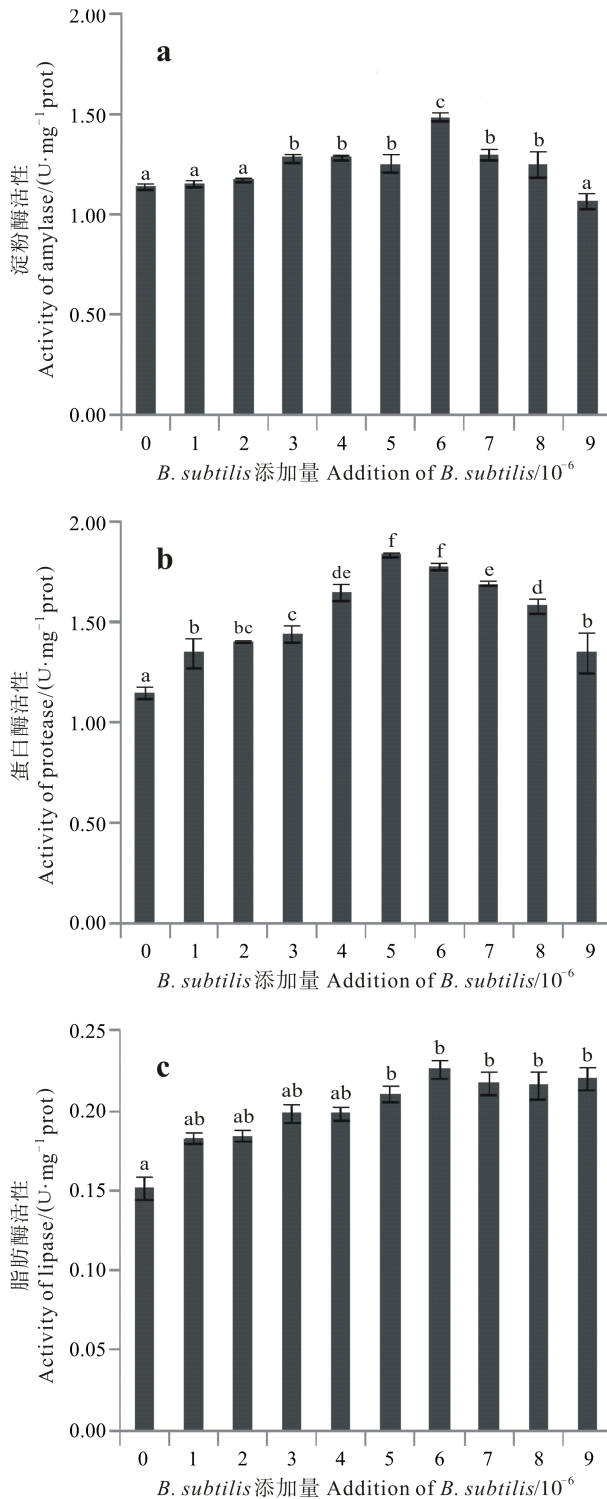 2.00
a
c
1.50
b b b b b
a a a a
1.00
0.50
0.00
淀粉酶活性
Activity of amylase/(U·mg⁻¹prot)
0 1 2 3 4 5 6 7 8 9
B. subtilis添加量 Addition of B. subtilis/10⁻⁶
2.00
b
f f
de e
1.50
b bc c d b
a
1.00
0.50
0.00
蛋白酶活性
Activity of protease/(U·mg⁻¹prot)
0 1 2 3 4 5 6 7 8 9
B. subtilis添加量 Addition of B. subtilis/10⁻⁶
0.25
c
b b b b b
0.20
ab ab ab ab
a
0.15
0.10
0.05
0.00
脂肪酶活性
Activity of lipase/(U·mg⁻¹prot)
0 1 2 3 4 5 6 7 8 9
B. subtilis添加量 Addition of B. subtilis/10⁻⁶